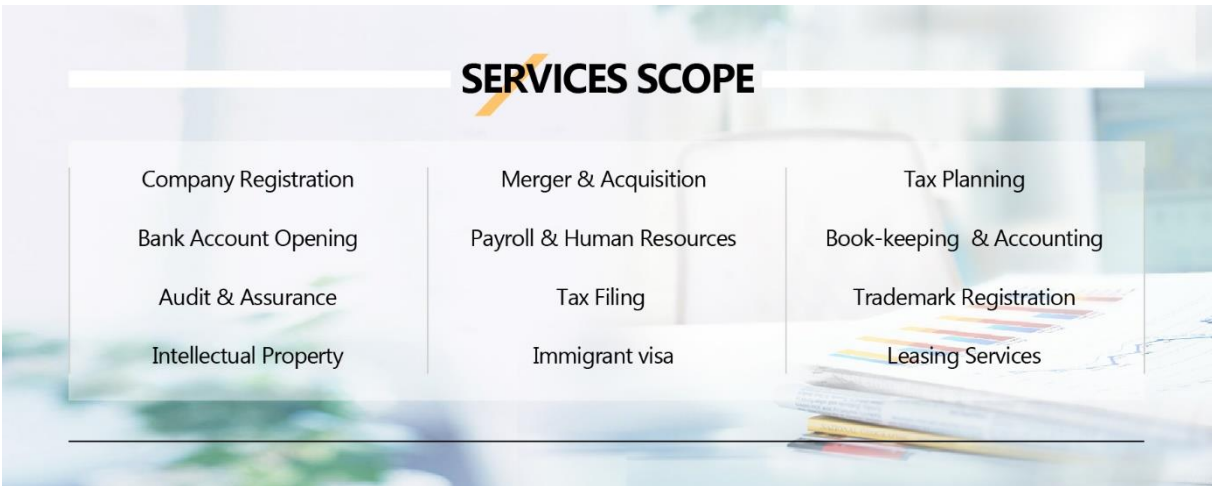 SERVICES SCOPE
Company Registration
Merger & Acquisition
Tax Planning
Bank Account Opening
Payroll & Human Resources
Book-keeping & Accounting
Audit & Assurance
Tax Filing
Trademark Registration
Intellectual Property
Immigrant visa
Leasing Services